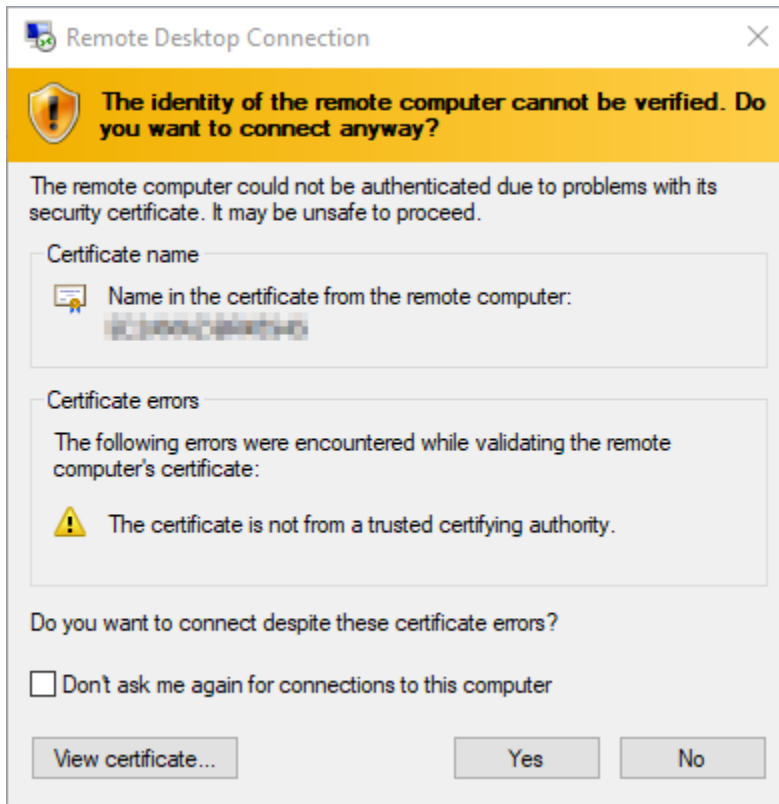 Remote Desktop Connection
The identity of the remote computer cannot be verified. Do
you want to connect anyway?
The remote computer could not be authenticated due to problems with its
security certificate. It may be unsafe to proceed.
Certificate name
Name in the certificate from the remote computer:
Certificate errors
The following errors were encountered while validating the remote
computer's certificate:
The certificate is not from a trusted certifying authority.
Do you want to connect despite these certificate errors?
Don't ask me again for connections to this computer
View certificate...
Yes
No